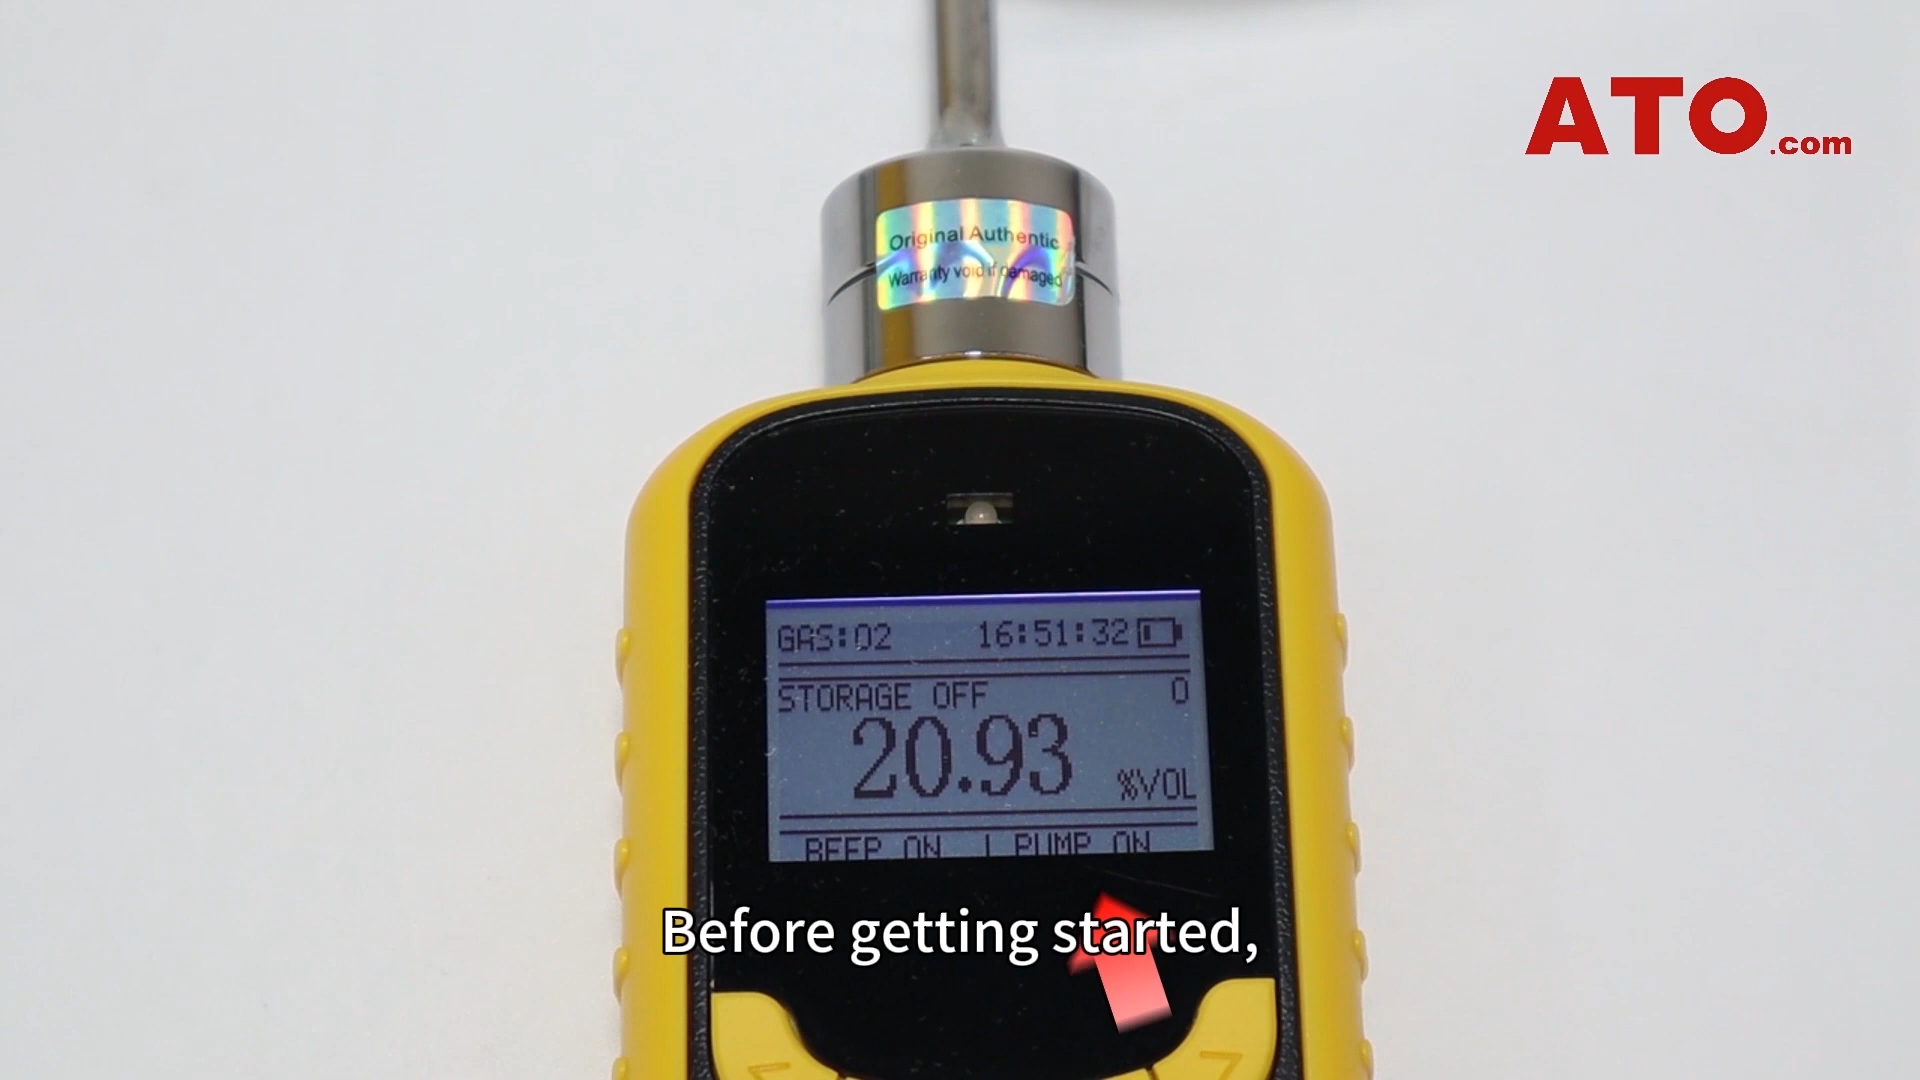 ATO.com
Original Authentic
Warranty void if damaged
GAS:O2 16:51:32
STORAGE OFF 0
20.93 %VOL
BEEP ON | PUMP ON
Before getting started,